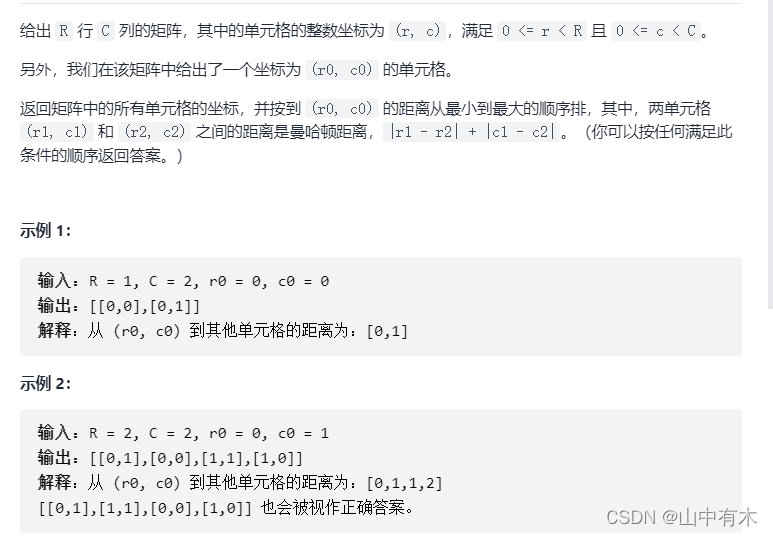 给出 R 行 C 列的矩阵，其中的单元格的整数坐标为 (r, c)，满足 0 <= r < R 且 0 <= c < C。
另外，我们在该矩阵中给出了一个坐标为 (r0, c0) 的单元格。
返回矩阵中的所有单元格的坐标，并按到 (r0, c0) 的距离从最小到最大的顺序排，其中，两单元格
(r1, c1) 和 (r2, c2) 之间的距离是曼哈顿距离，|r1 - r2| + |c1 - c2|。（你可以按任何满足此
条件的顺序返回答案。）
示例 1：
输入：R = 1, C = 2, r0 = 0, c0 = 0
输出：[[0,0],[0,1]]
解释：从 (r0, c0) 到其他单元格的距离为：[0,1]
示例 2：
输入：R = 2, C = 2, r0 = 0, c0 = 1
输出：[[0,1],[0,0],[1,1],[1,0]]
解释：从 (r0, c0) 到其他单元格的距离为：[0,1,1,2]
[[0,1],[1,1],[0,0],[1,0]] 也会被视作正确答案。
CSDN @山中有木